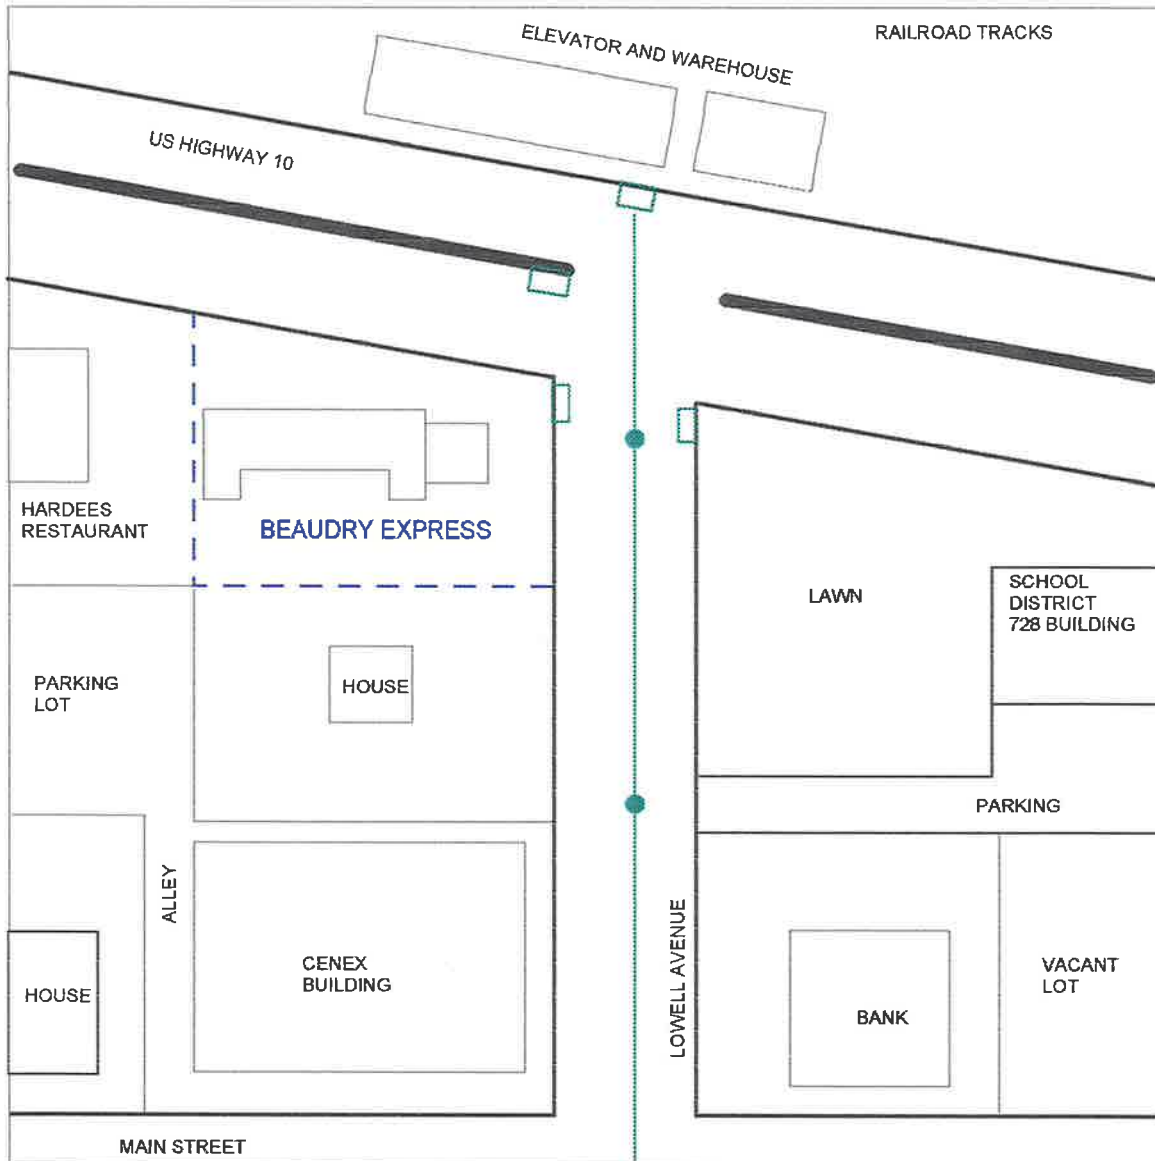 RAILROAD TRACKS
ELEVATOR AND WAREHOUSE
US HIGHWAY 10
HARDEES
RESTAURANT
BEAUDRY EXPRESS
LAWN
SCHOOL
DISTRICT
728 BUILDING
PARKING
LOT
HOUSE
PARKING
ALLEY
LOWELL AVENUE
CENEX
BUILDING
HOUSE
BANK
VACANT
LOT
MAIN STREET